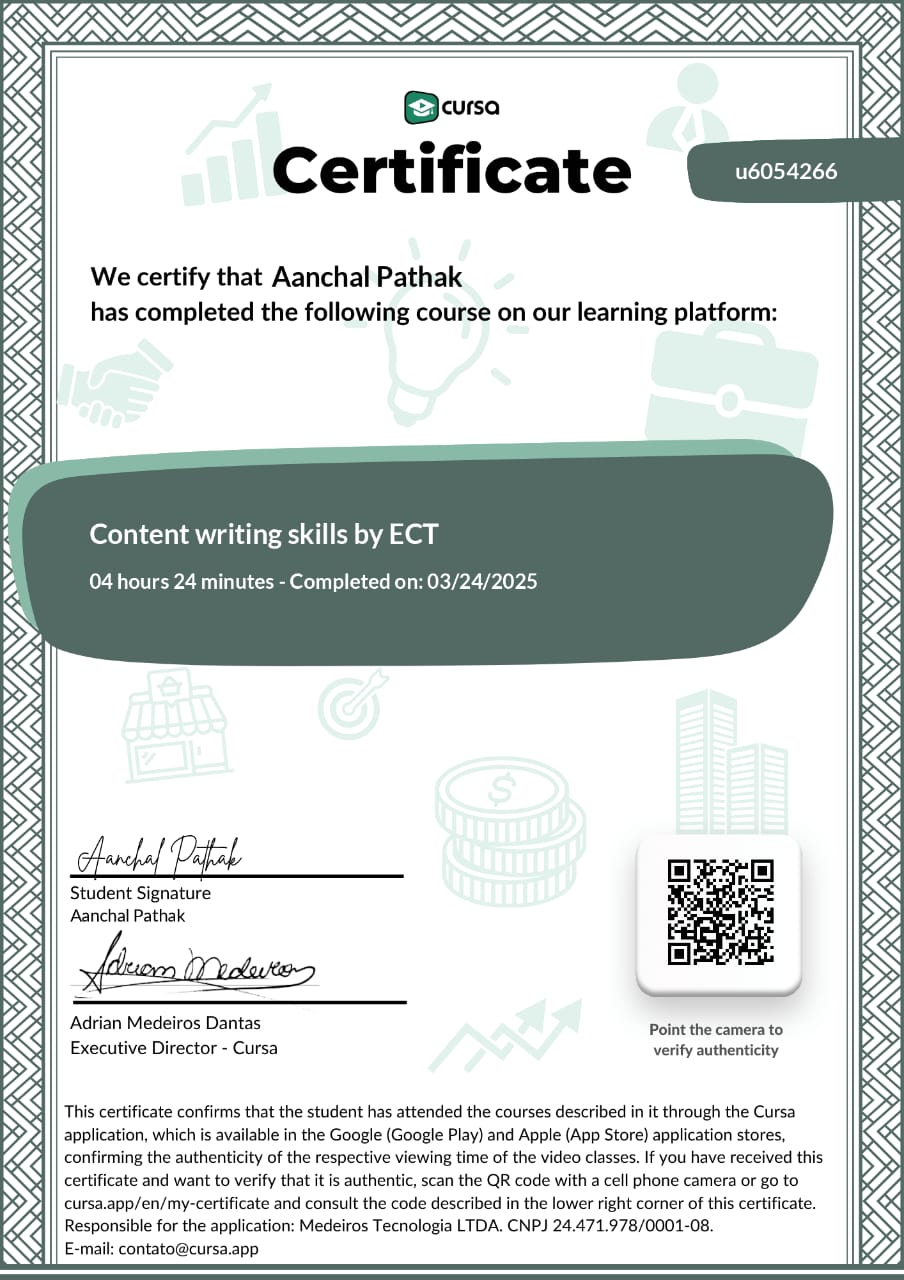 cursa
Certificate
u6054266
We certify that Aanchal Pathak
has completed the following course on our learning platform:
Content writing skills by ECT
04 hours 24 minutes - Completed on: 03/24/2025
$
Aanchal Pathak
Student Signature
Aanchal Pathak
Adrian Medeiros
Adrian Medeiros Dantas
Executive Director - Cursa
Point the camera to
verify authenticity
This certificate confirms that the student has attended the courses described in it through the Cursa
application, which is available in the Google (Google Play) and Apple (App Store) application stores,
confirming the authenticity of the respective viewing time of the video classes. If you have received this
certificate and want to verify that it is authentic, scan the QR code with a cell phone camera or go to
cursa.app/en/my-certificate and consult the code described in the lower right corner of this certificate.
Responsible for the application: Medeiros Tecnologia LTDA. CNPJ 24.471.978/0001-08.
E-mail: contato@cursa.app